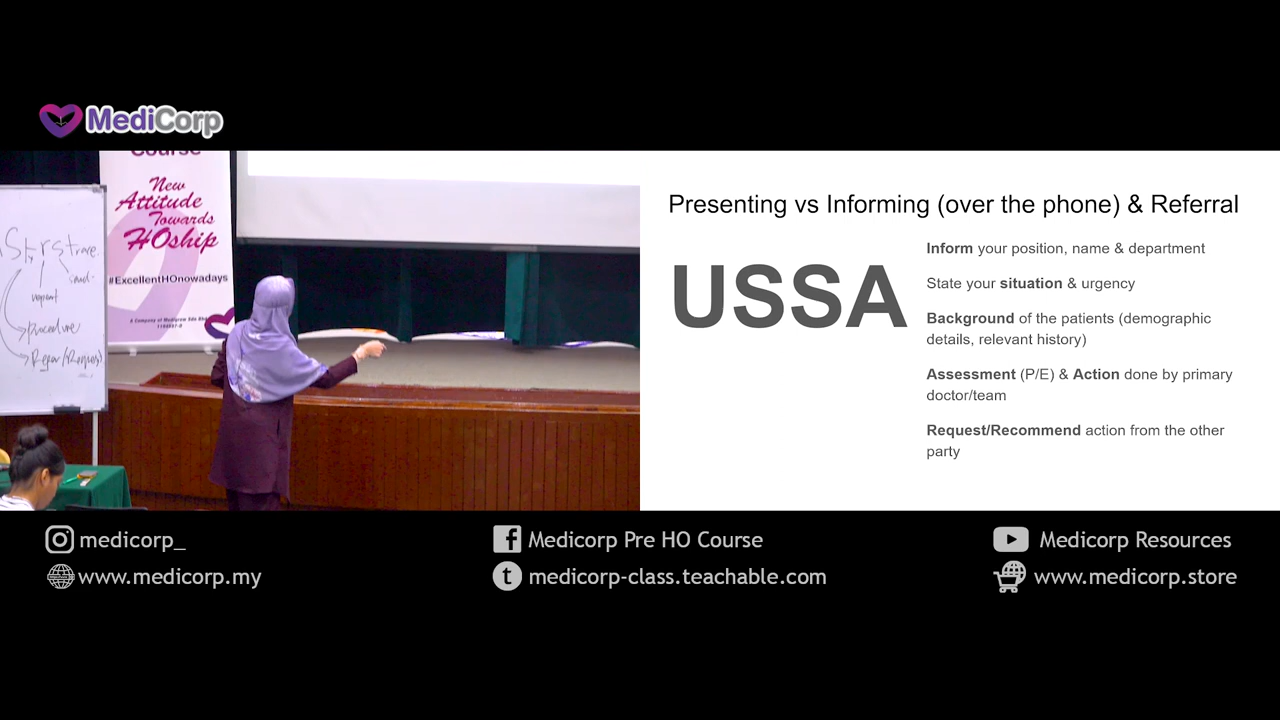 MediCorp
Course
New
Attitude
Towards
HOship
#ExcellentHOnowadays
urgent
Procedure
Presenting vs Informing (over the phone) & Referral
USSA
Inform your position, name & department
State your situation & urgency
Background of the patients (demographic
details, relevant history)
Assessment (P/E) & Action done by primary
doctor/team
Request/Recommend action from the other
party
medicorp_
www.medicorp.my
Medicorp Pre HO Course
medicorp-class.teachable.com
Medicorp Resources
www.medicorp.store